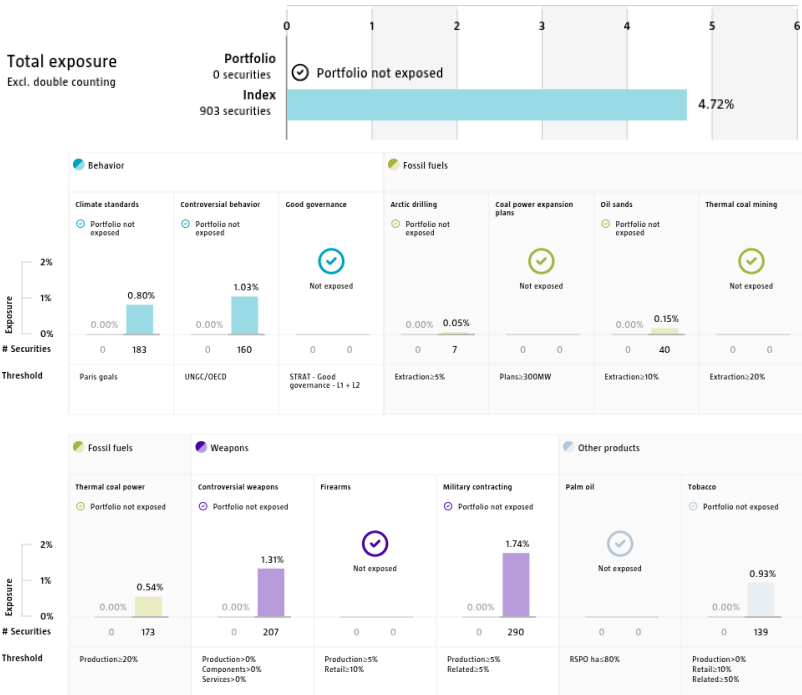 0 1 2 3 4 5 6
Total exposure
Excl. double counting
Portfolio
0 securities
Portfolio not exposed
Index
903 securities
4.72%
Behavior
Fossil fuels
Climate standards
Controversial behavior
Good governance
Arctic drilling
Coal power expansion
plans
Oil sands
Thermal coal mining
Portfolio not
exposed
Portfolio not
exposed
Not exposed
Portfolio not
exposed
Not exposed
Portfolio not
exposed
Not exposed
Exposure
2%
1%
0%
0.00% 0.80%
0.00% 1.03%
0.00% 0.05%
0.00% 0.15%
# Securities 0 183 0 160 0 0 0 7 0 0 0 40 0 0
Threshold
Paris goals
UNGC/OECD
STRAT - Good
governance - L1 + L2
Extraction≥5%
Plans≥300MW
Extraction≥10%
Extraction≥20%
Fossil fuels
Weapons
Other products
Thermal coal power
Controversial weapons
Firearms
Military contracting
Palm oil
Tobacco
Portfolio not exposed
Portfolio not exposed
Not exposed
Portfolio not exposed
Not exposed
Portfolio not exposed
Exposure
2%
1%
0%
0.00% 0.54%
0.00% 1.31%
0.00% 1.74%
0.00% 0.93%
# Securities 0 173 0 207 0 0 0 290 0 0 0 139
Threshold
Production≥20%
Production>0%
Components>0%
Services>0%
Production≥5%
Retail≥10%
Production≥5%
Related≥5%
RSPO ha≤80%
Production>0%
Retail≥10%
Related≥50%